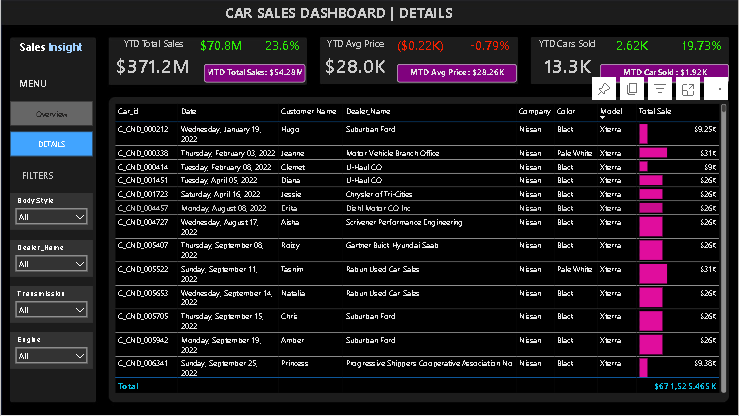 CAR SALES DASHBOARD | DETAILS
Sales Insight
MENU
Overview
DETAILS
FILTERS
Body Style
All
Dealer_Name
All
Transmission
All
Engine
All
YTD Total Sales $70.8M 23.6%
$371.2M MTD Total Sales : $54.28M
YTD Avg Price ($0.22K) -0.79%
$28.0K MTD Avg Price : $28.26K
YTD Cars Sold 2.62K 19.73%
13.3K MTD Car Sold : $1.92K
Car_id Date Customer Name Dealer_Name Company Color Model Total Sale
C_CND_000212 Wednesday, January 19, 2022 Hugo Suburban Ford Nissan Black Xterra $9.25K
C_CND_000338 Thursday, February 03, 2022 Jeanne Motor Vehicle Branch Office Nissan Pale White Xterra $31K
C_CND_000414 Tuesday, February 08, 2022 Clemet U-Haul CO Nissan Black Xterra $9K
C_CND_001451 Tuesday, April 05, 2022 Diana U-Haul CO Nissan Black Xterra $26K
C_CND_001723 Saturday, April 16, 2022 Jessie Chrysler of Tri-Cities Nissan Black Xterra $26K
C_CND_004457 Monday, August 08, 2022 Erika Diehl Motor CO Inc Nissan Black Xterra $26K
C_CND_004727 Wednesday, August 17, 2022 Aisha Scrivener Performance Engineering Nissan Black Xterra $26K
C_CND_005407 Thursday, September 08, 2022 Roizy Gartner Buick Hyundai Saab Nissan Black Xterra $26K
C_CND_005522 Sunday, September 11, 2022 Tasnim Rabun Used Car Sales Nissan Pale White Xterra $31K
C_CND_005653 Wednesday, September 14, 2022 Natalia Rabun Used Car Sales Nissan Black Xterra $26K
C_CND_005705 Thursday, September 15, 2022 Chris Suburban Ford Nissan Black Xterra $26K
C_CND_005942 Monday, September 19, 2022 Amber Suburban Ford Nissan Black Xterra $26K
C_CND_006341 Sunday, September 25, 2022 Princess Progressive Shippers Cooperative Association No Nissan Black Xterra $9.38K
Total $671,525.465K